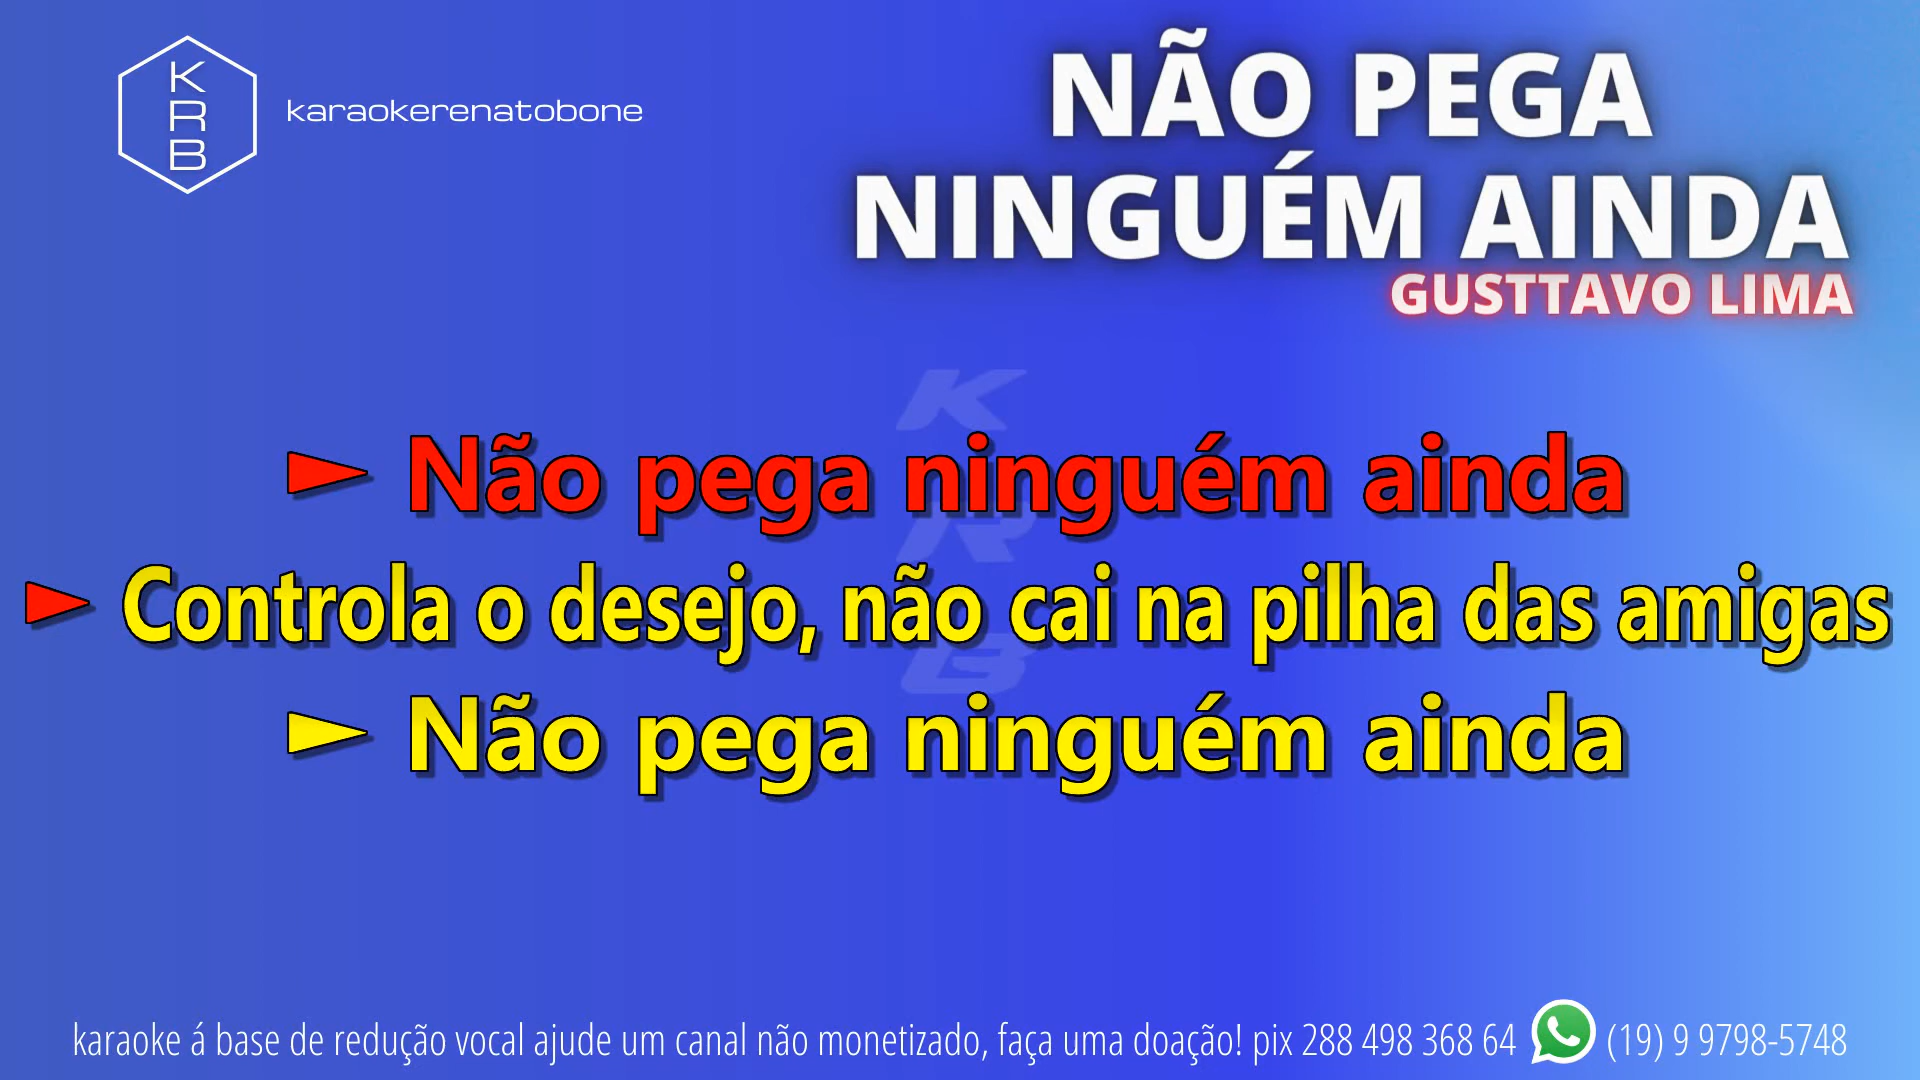 K
R
B
karaokerenatobone
NÃO PEGA
NINGUÉM AINDA
GUSTTAVO LIMA
K
R
B
► Não pega ninguém ainda
► Controla o desejo, não cai na pilha das amigas
► Não pega ninguém ainda
karaoke á base de redução vocal ajude um canal não monetizado, faça uma doação! pix 288 498 368 64 (19) 9 9798-5748